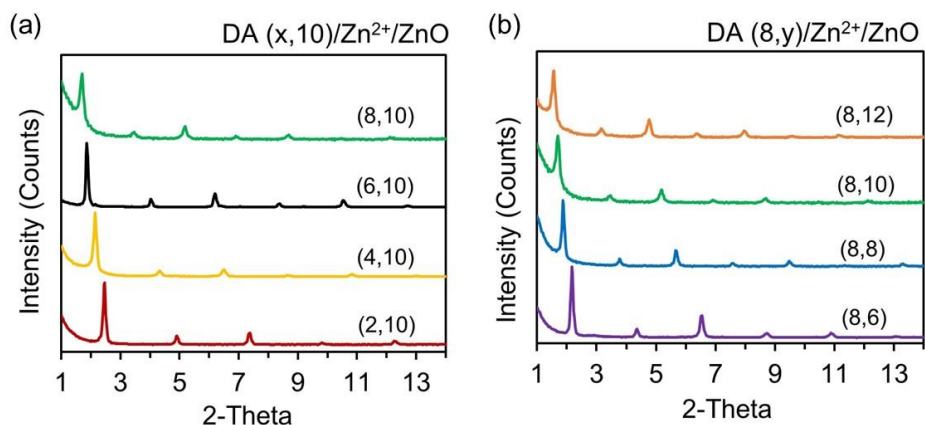 (a)
DA (x,10)/Zn²⁺/ZnO
Intensity (Counts)
(8,10)
(6,10)
(4,10)
(2,10)
1 3 5 7 9 11 13
2-Theta
(b)
DA (8,y)/Zn²⁺/ZnO
Intensity (Counts)
(8,12)
(8,10)
(8,8)
(8,6)
1 3 5 7 9 11 13
2-Theta